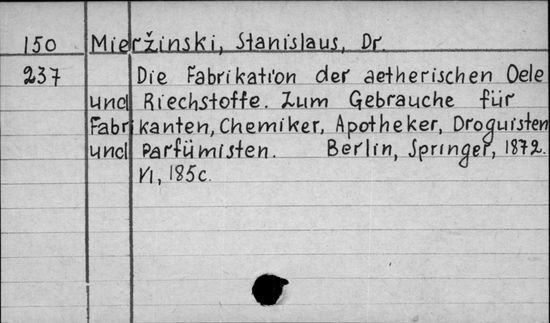 150 Mieržinski, Stanislaus, Dr.
237 Die Fabrikation der aetherischen Oele
und Riechstoffe. Zum Gebrauche für
Fabrikanten, Chemiker, Apotheker, Droguisten
und Parfümisten. Berlin, Springer, 1872.
VI, 185c.